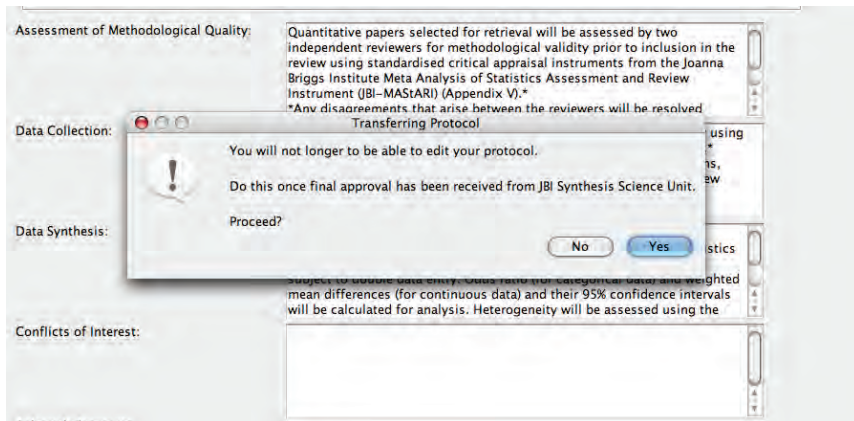 Assessment of Methodological Quality:
Quantitative papers selected for retrieval will be assessed by two
independent reviewers for methodological validity prior to inclusion in the
review using standardised critical appraisal instruments from the Joanna
Briggs Institute Meta Analysis of Statistics Assessment and Review
Instrument (JBI-MAStARI) (Appendix V).*
*Any disagreements that arise between the reviewers will be resolved
Data Collection:
using
*
ns,
ew
Transferring Protocol
You will not longer to be able to edit your protocol.
Do this once final approval has been received from JBI Synthesis Science Unit.
Proceed?
No
Yes
Data Synthesis:
stistics
subject to double data entry. Odds ratio (for categorical data) and weighted
mean differences (for continuous data) and their 95% confidence intervals
will be calculated for analysis. Heterogeneity will be assessed using the
Conflicts of Interest: